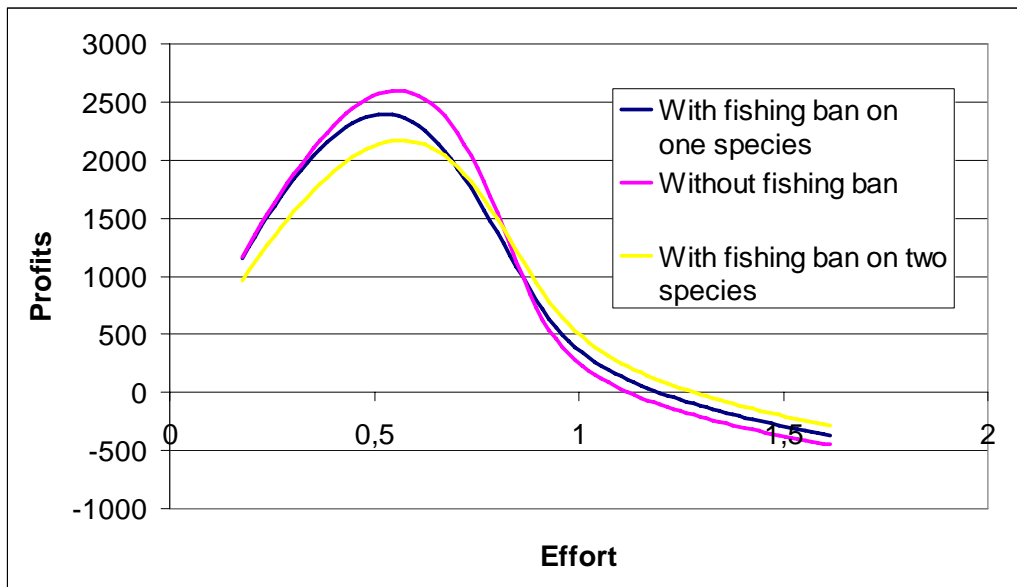 3000
2500
2000
1500
1000
500
0
-500
-1000
Profits
0
0,5
1
1,5
2
Effort
With fishing ban on
one species
Without fishing ban
With fishing ban on two
species